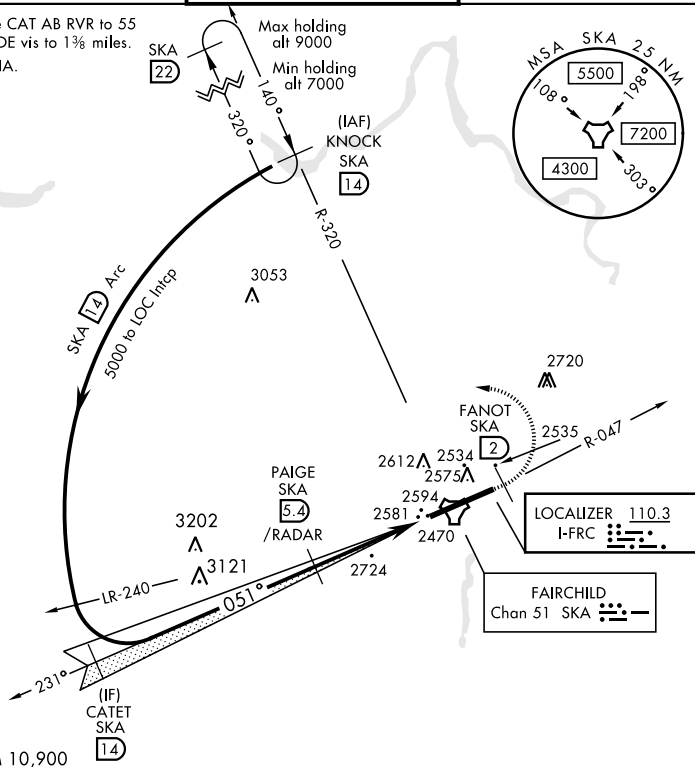 e CAT AB RVR to 55
DE vis to 1⅜ miles.
IA.
SKA
22
Max holding
alt 9000
Min holding
alt 7000
140°
320°
(IAF)
KNOCK
SKA
14
MSA SKA 25 NM
5500
108°
198°
7200
4300
303°
R-320
SKA 14 Arc
5000 to LOC Intcp
3053
2720
FANOT
SKA
2
2535
R-047
2612
2534
2575
2594
2581
2470
PAIGE
SKA
5.4
/RADAR
LOCALIZER 110.3
I-FRC
3202
3121
2724
LR-240
051°
FAIRCHILD
Chan 51 SKA
231°
(IF)
CATET
SKA
14
10,900